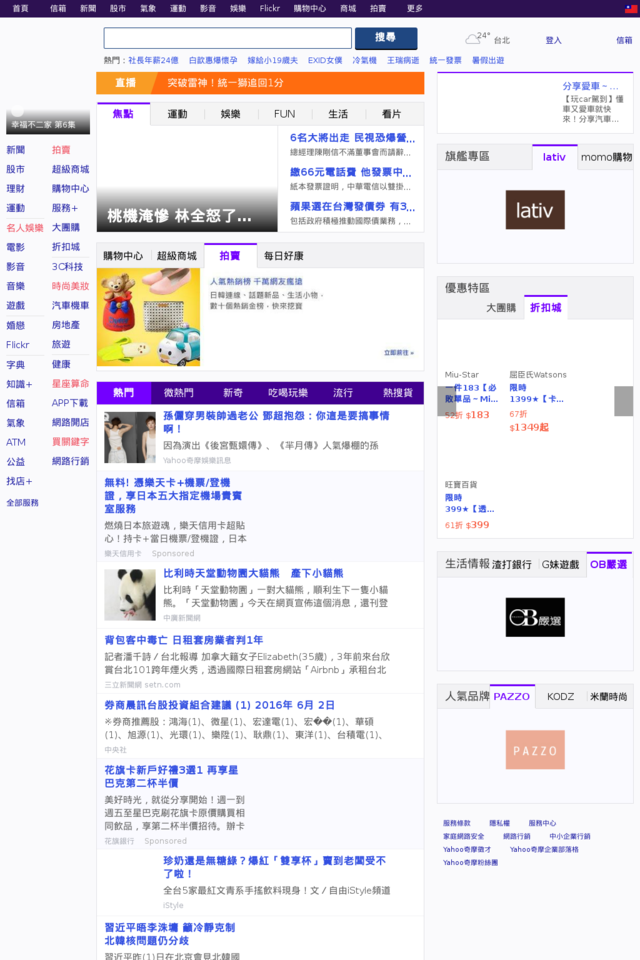 首頁 信箱 新聞 股市 氣象 運動 影音 娛樂 Flickr 購物中心 商城 拍賣 更多
搜尋
24° 台北
登入
信箱
熱門：社長年薪24億 白歆惠爆懷孕 嫁給小19歲夫 EXID女僕 冷氣機 王瑞病逝 統一發票 暑假出遊
幸福不二家 第6集
新聞 拍賣
股市 超級商城
理財 購物中心
運動 服務+
名人娛樂 大團購
電影 折扣城
影音 3C科技
音樂 時尚美妝
遊戲 汽車機車
婚戀 房地產
Flickr 旅遊
字典 健康
知識+ 星座算命
信箱 APP下載
氣象 網路開店
ATM 買關鍵字
公益 網路行銷
找店+
全部服務
直播 突破雷神！統一獅追回1分
焦點 運動 娛樂 FUN 生活 看片
桃機淹慘 林全怒了...
6名大將出走 民視恐爆營...
總經理陳剛信不滿董事會而請辭...
繳66元電話費 他發票中...
紙本發票證明，中華電信以雙掛...
蘋果選在台灣發債券 有3...
包括政府積極推動國際債業務，...
購物中心 超級商城 拍賣 每日好康
人氣熱銷榜 千萬網友瘋搶
日韓連線、話題新品、生活小物，
數十個熱銷金榜，快來挖寶
立即前往 »
熱門 微熱門 新奇 吃喝玩樂 流行 熱搜貨
孫儷穿男裝帥過老公 鄧超抱怨：你這是要搞事情
啊！
因為演出《後宮甄嬛傳》、《羋月傳》人氣爆棚的孫
Yahoo奇摩娛樂訊息
無料! 憑樂天卡+機票/登機
證，享日本五大指定機場貴賓
室服務
燃燒日本旅遊魂，樂天信用卡超貼
心！持卡+當日機票/登機證，日本
樂天信用卡 Sponsored
比利時天堂動物園大貓熊 產下小貓熊
比利時「天堂動物園」一對大貓熊，順利生下一隻小貓
熊。「天堂動物園」今天在網頁宣佈這個消息，還刊登
中廣新聞網
背包客中毒亡 日租套房業者判1年
記者潘千詩／台北報導 加拿大籍女子Elizabeth(35歲)，3年前來台欣
賞台北101跨年煙火秀，透過國際日租套房網站「Airbnb」承租台北
三立新聞網 setn.com
券商晨訊台股投資組合建議 (1) 2016年 6月 2日
※券商推薦股：鴻海(1)、微星(1)、宏達電(1)、宏��(1)、華碩
(1)、旭源(1)、光環(1)、樂陞(1)、耿鼎(1)、東洋(1)、台積電(1)、
中央社
花旗卡新戶好禮3選1 再享星
巴克第二杯半價
美好時光，就從分享開始！週一到
週五至星巴克刷花旗卡原價購買相
同飲品，享第二杯半價招待。辦卡
花旗銀行 Sponsored
珍奶還是無糖綠？爆紅「雙享杯」賣到老闆受不
了啦！
全台5家最紅文青系手搖飲料現身！文／自由iStyle頻道
iStyle
習近平晤李洙墉 籲冷靜克制
北韓核問題仍分歧
習近平昨(1)日在北京會見北韓國
分享愛車－...
【玩car駕到】懂
車又愛車就快
來！分享汽車...
旗艦專區 lativ momo購物
lativ
優惠特區
大團購 折扣城
Miu-Star
一件183【必
敗單品－Mi...
52折 $183
屈臣氏Watsons
限時
1399★【卡...
67折
$1349起
旺寶百貨
限時
399★【透...
61折 $399
生活情報 渣打銀行 G妹遊戲 OB嚴選
OB嚴選
人氣品牌 PAZZO KODZ 米蘭時尚
PAZZO
服務條款 隱私權 服務中心
家庭網路安全 網路行銷 中小企業行銷
Yahoo奇摩徵才 Yahoo奇摩企業部落格
Yahoo奇摩粉絲團